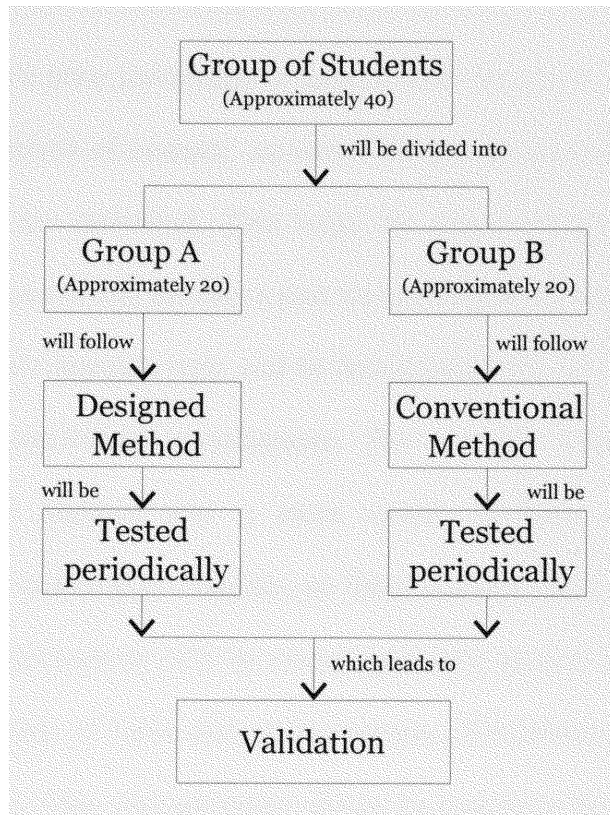 Group of Students
(Approximately 40)
will be divided into
Group A
(Approximately 20)
Group B
(Approximately 20)
will follow
will follow
Designed
Method
Conventional
Method
will be
will be
Tested
periodically
Tested
periodically
which leads to
Validation